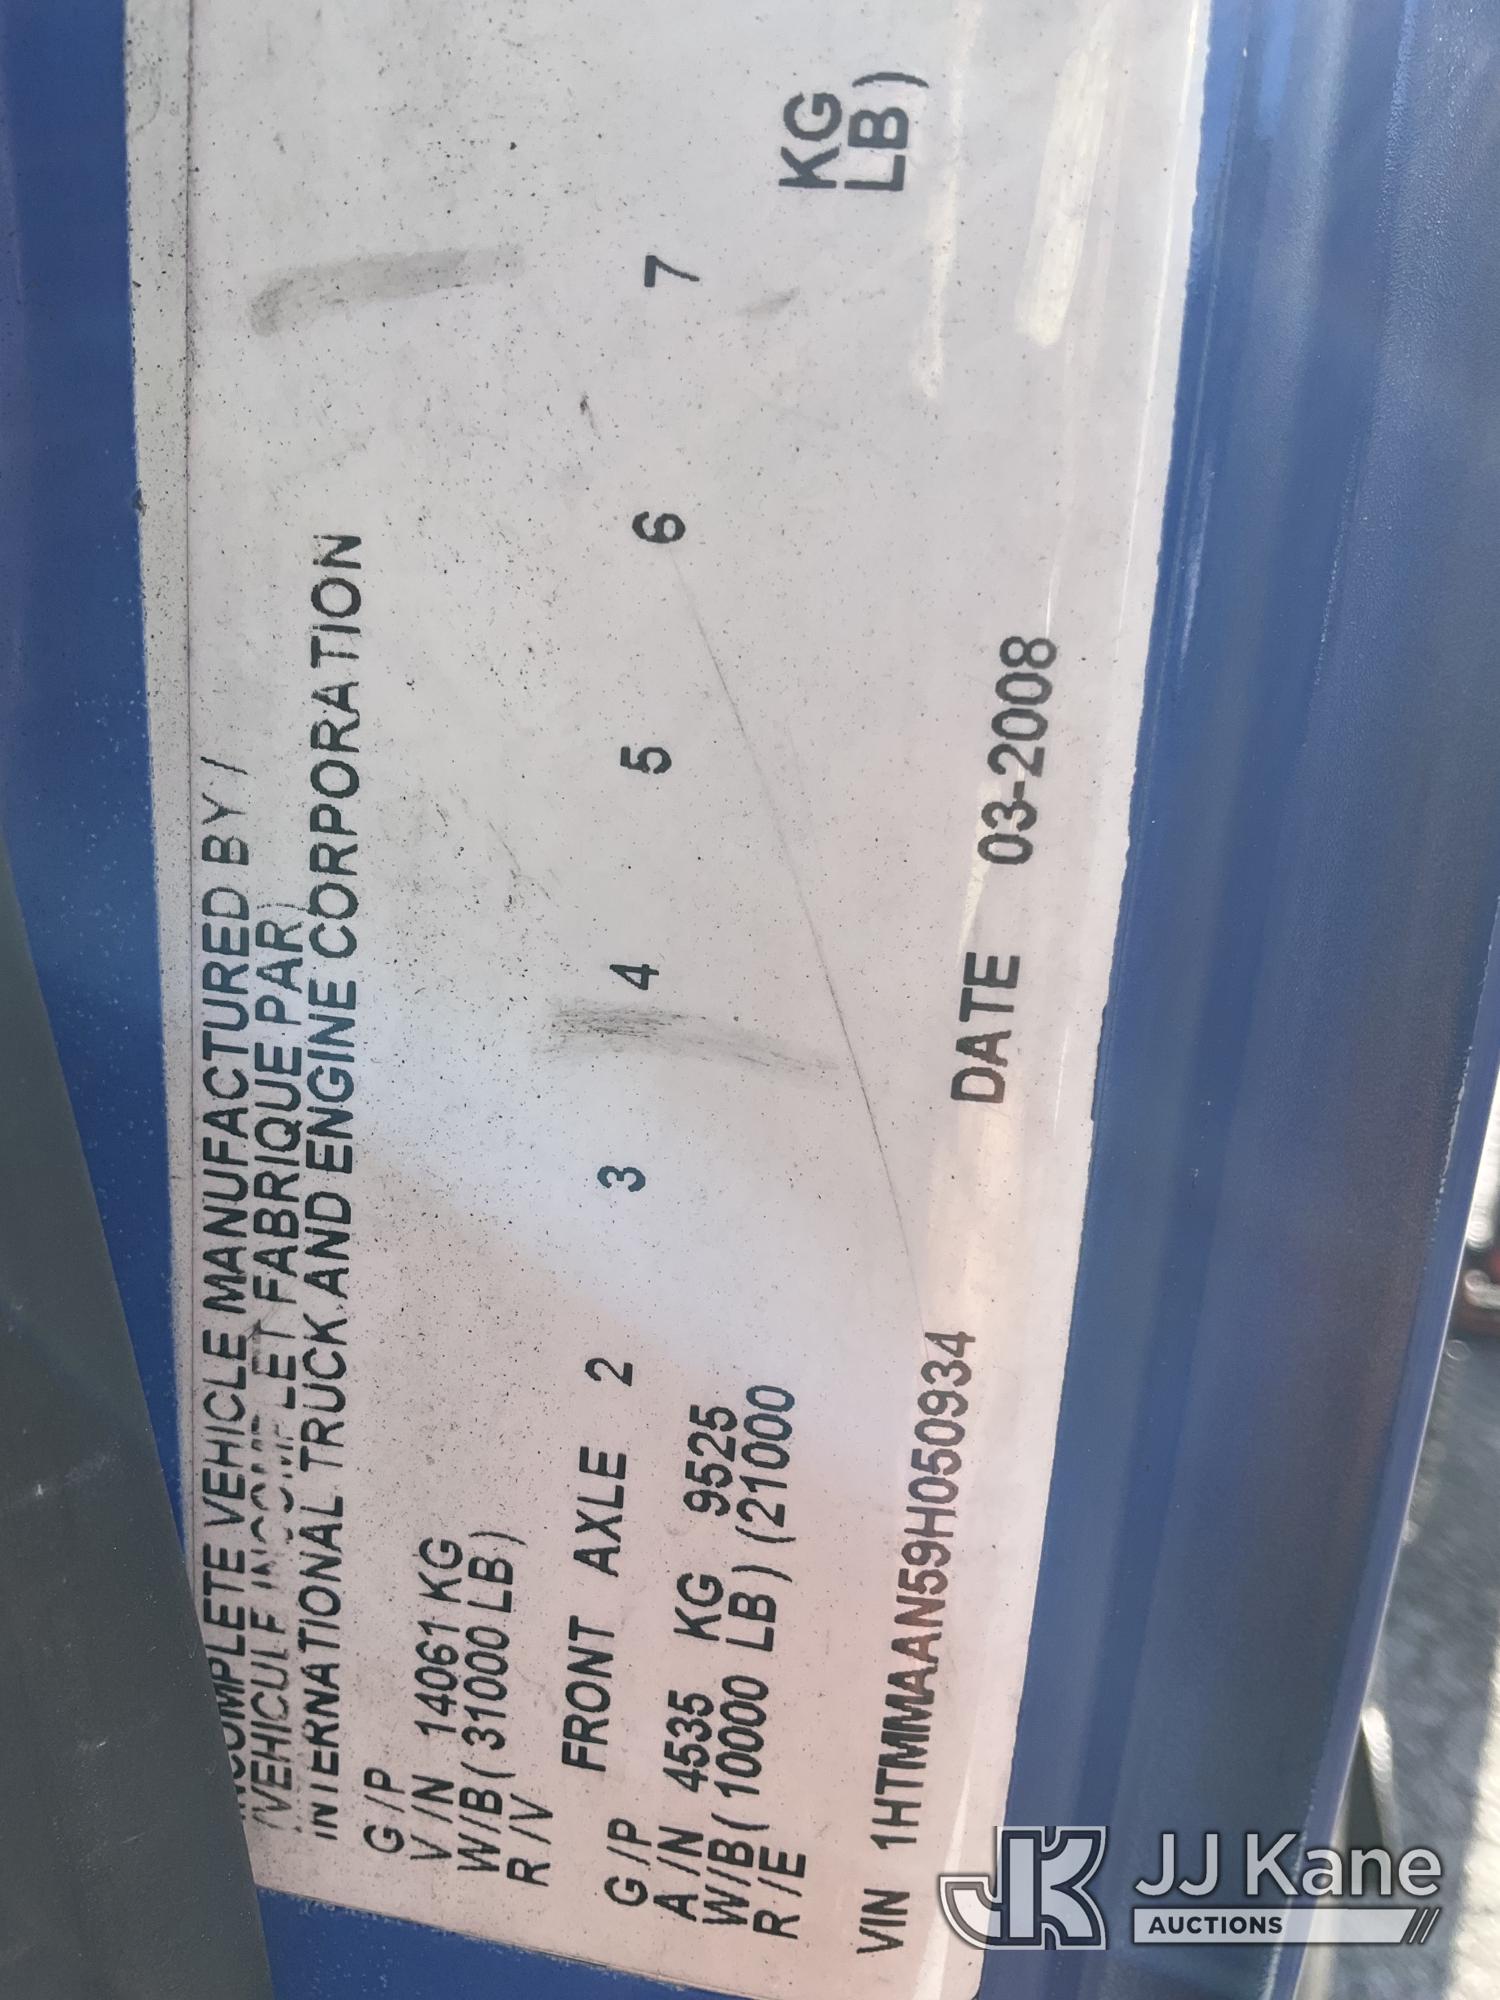 INCOMPLETE VEHICLE MANUFACTURED BY /
(VEHICULE INCOMPLET FABRIQUE PAR)
INTERNATIONAL TRUCK AND ENGINE CORPORATION
G /P
V /N 14061 KG
W/B( 31000 LB)
R /V
FRONT AXLE 2 3 4 5 6 7
G /P
A /N 4535 KG 9525 KG
W/B( 10000 LB) (21000 LB)
R /E
VIN 1HTMMAAN59H050934 DATE 03-2008
JK JJ Kane
AUCTIONS